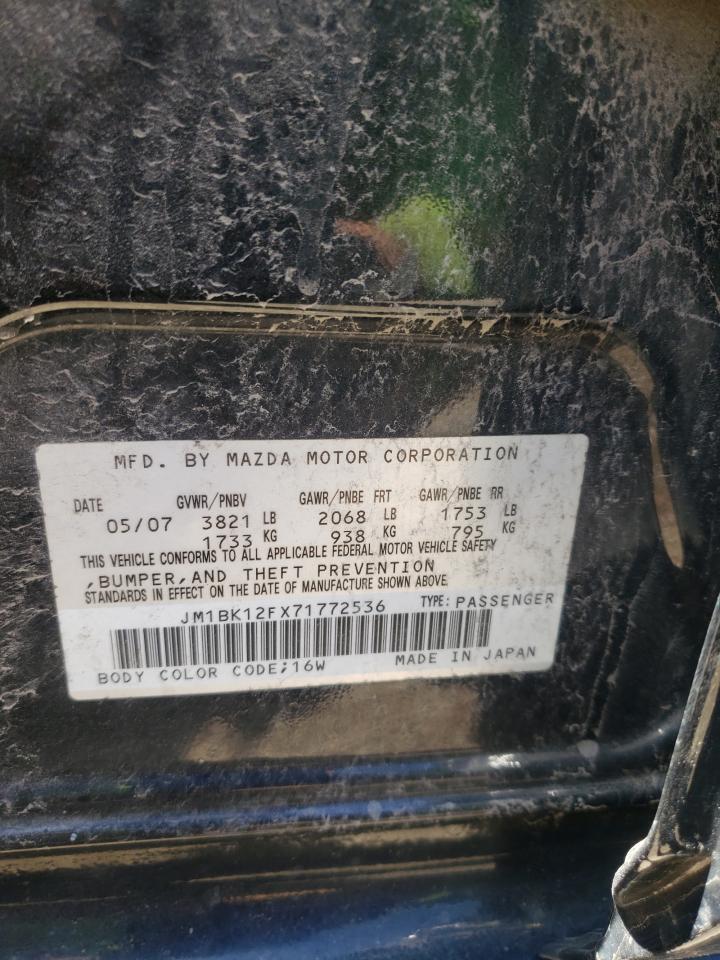 MFD. BY MAZDA MOTOR CORPORATION
DATE GVWR/PNBV GAWR/PNBE FRT GAWR/PNBE RR
05/07 3821 LB 2068 LB 1753 LB
1733 KG 938 KG 795 KG
THIS VEHICLE CONFORMS TO ALL APPLICABLE FEDERAL MOTOR VEHICLE SAFETY
,BUMPER,AND THEFT PREVENTION
STANDARDS IN EFFECT ON THE DATE OF MANUFACTURE SHOWN ABOVE.
JM1BK12FX71772536 TYPE: PASSENGER
BODY COLOR CODE;16W MADE IN JAPAN